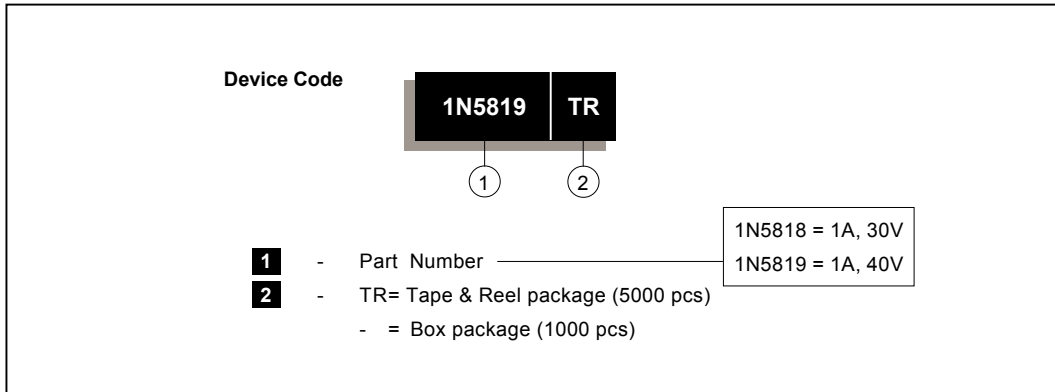 Device Code
1N5819 TR
1 2
1N5818 = 1A, 30V
1 - Part Number 1N5819 = 1A, 40V
2 - TR= Tape & Reel package (5000 pcs)
- = Box package (1000 pcs)